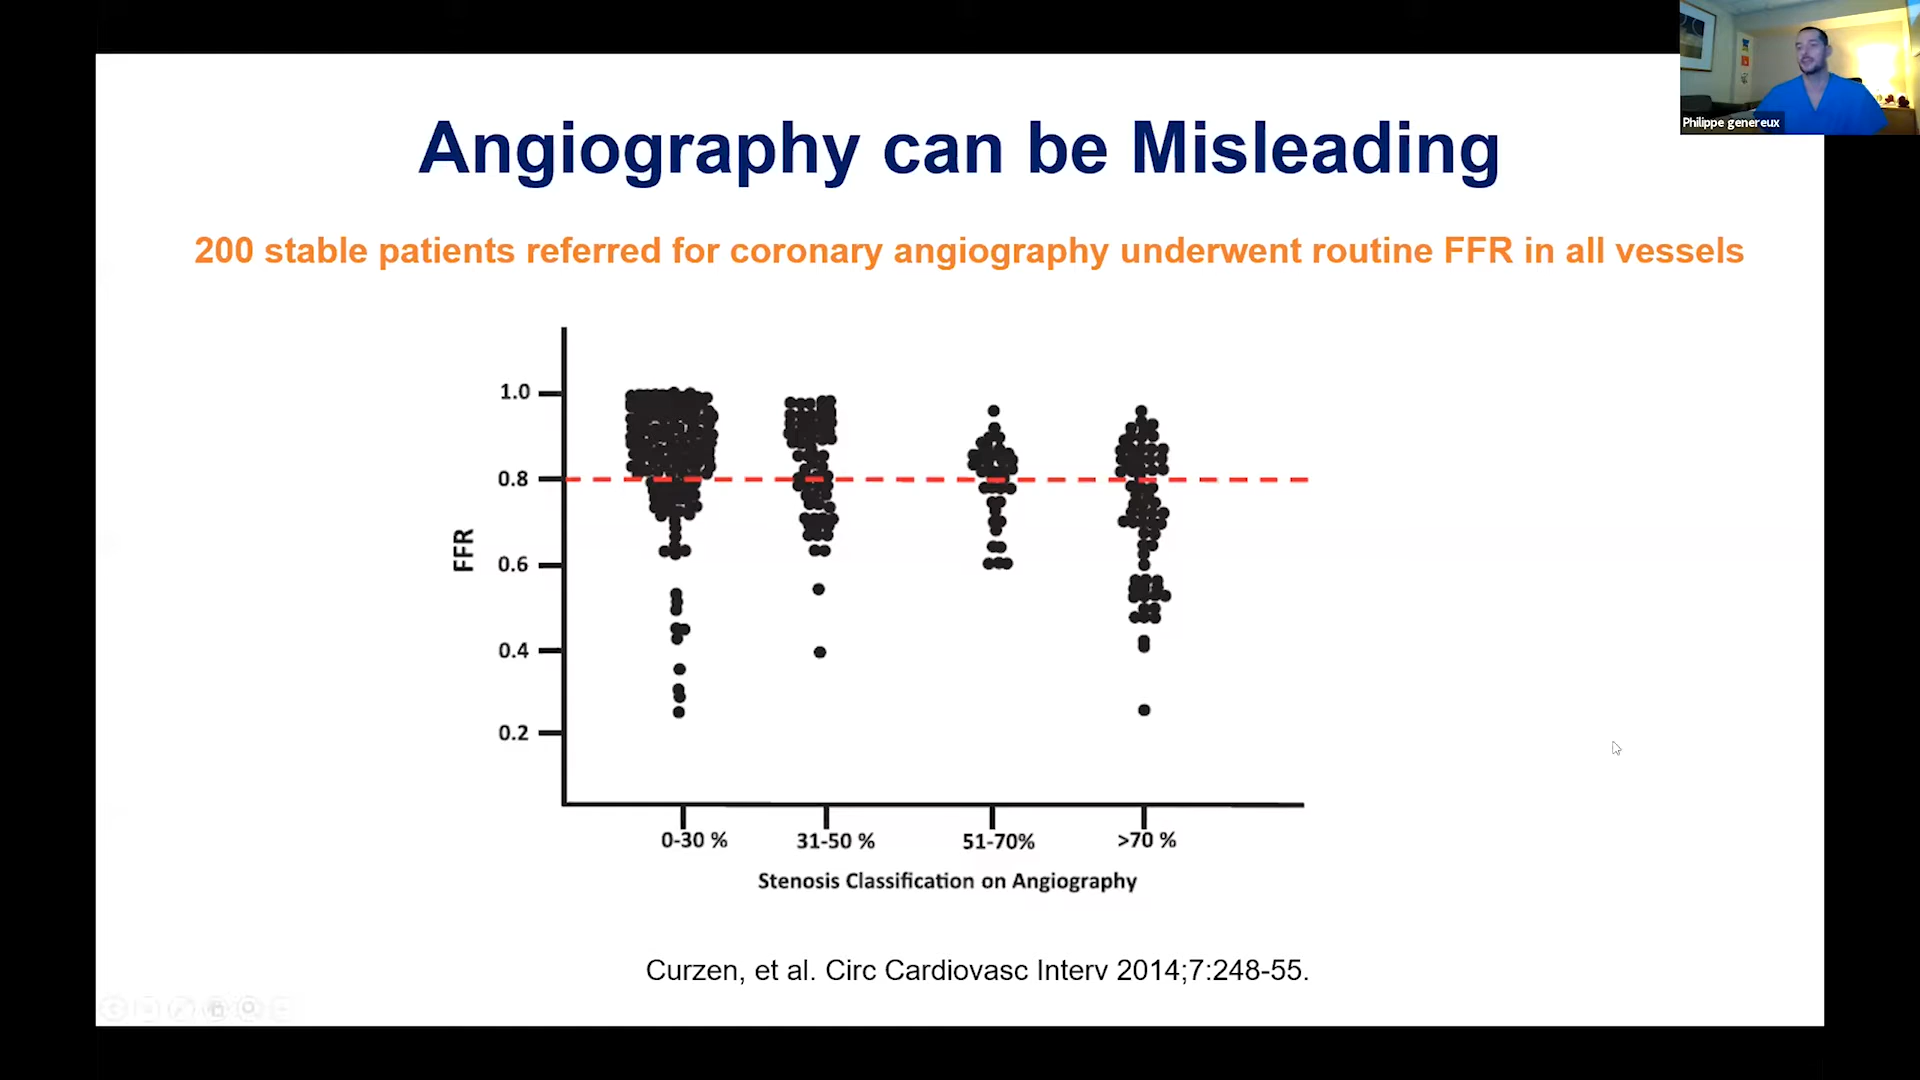 Philippe genereux
Angiography can be Misleading
200 stable patients referred for coronary angiography underwent routine FFR in all vessels
1.0
0.8
0.6
0.4
0.2
FFR
0-30 %
31-50 %
51-70%
>70 %
Stenosis Classification on Angiography
Curzen, et al. Circ Cardiovasc Interv 2014;7:248-55.